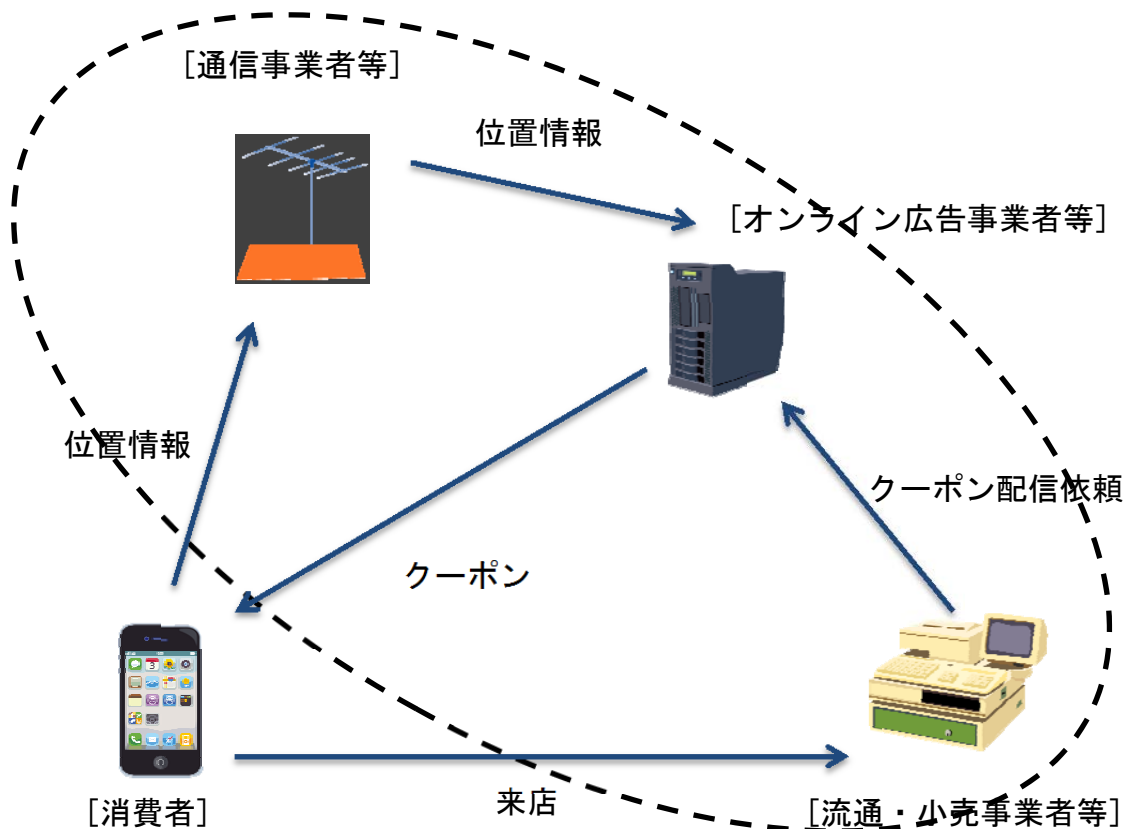 ［通信事業者等］
位置情報
［オンライン広告事業者等］
位置情報
クーポン配信依頼
クーポン
来店
［消費者］
［流通・小売事業者等］